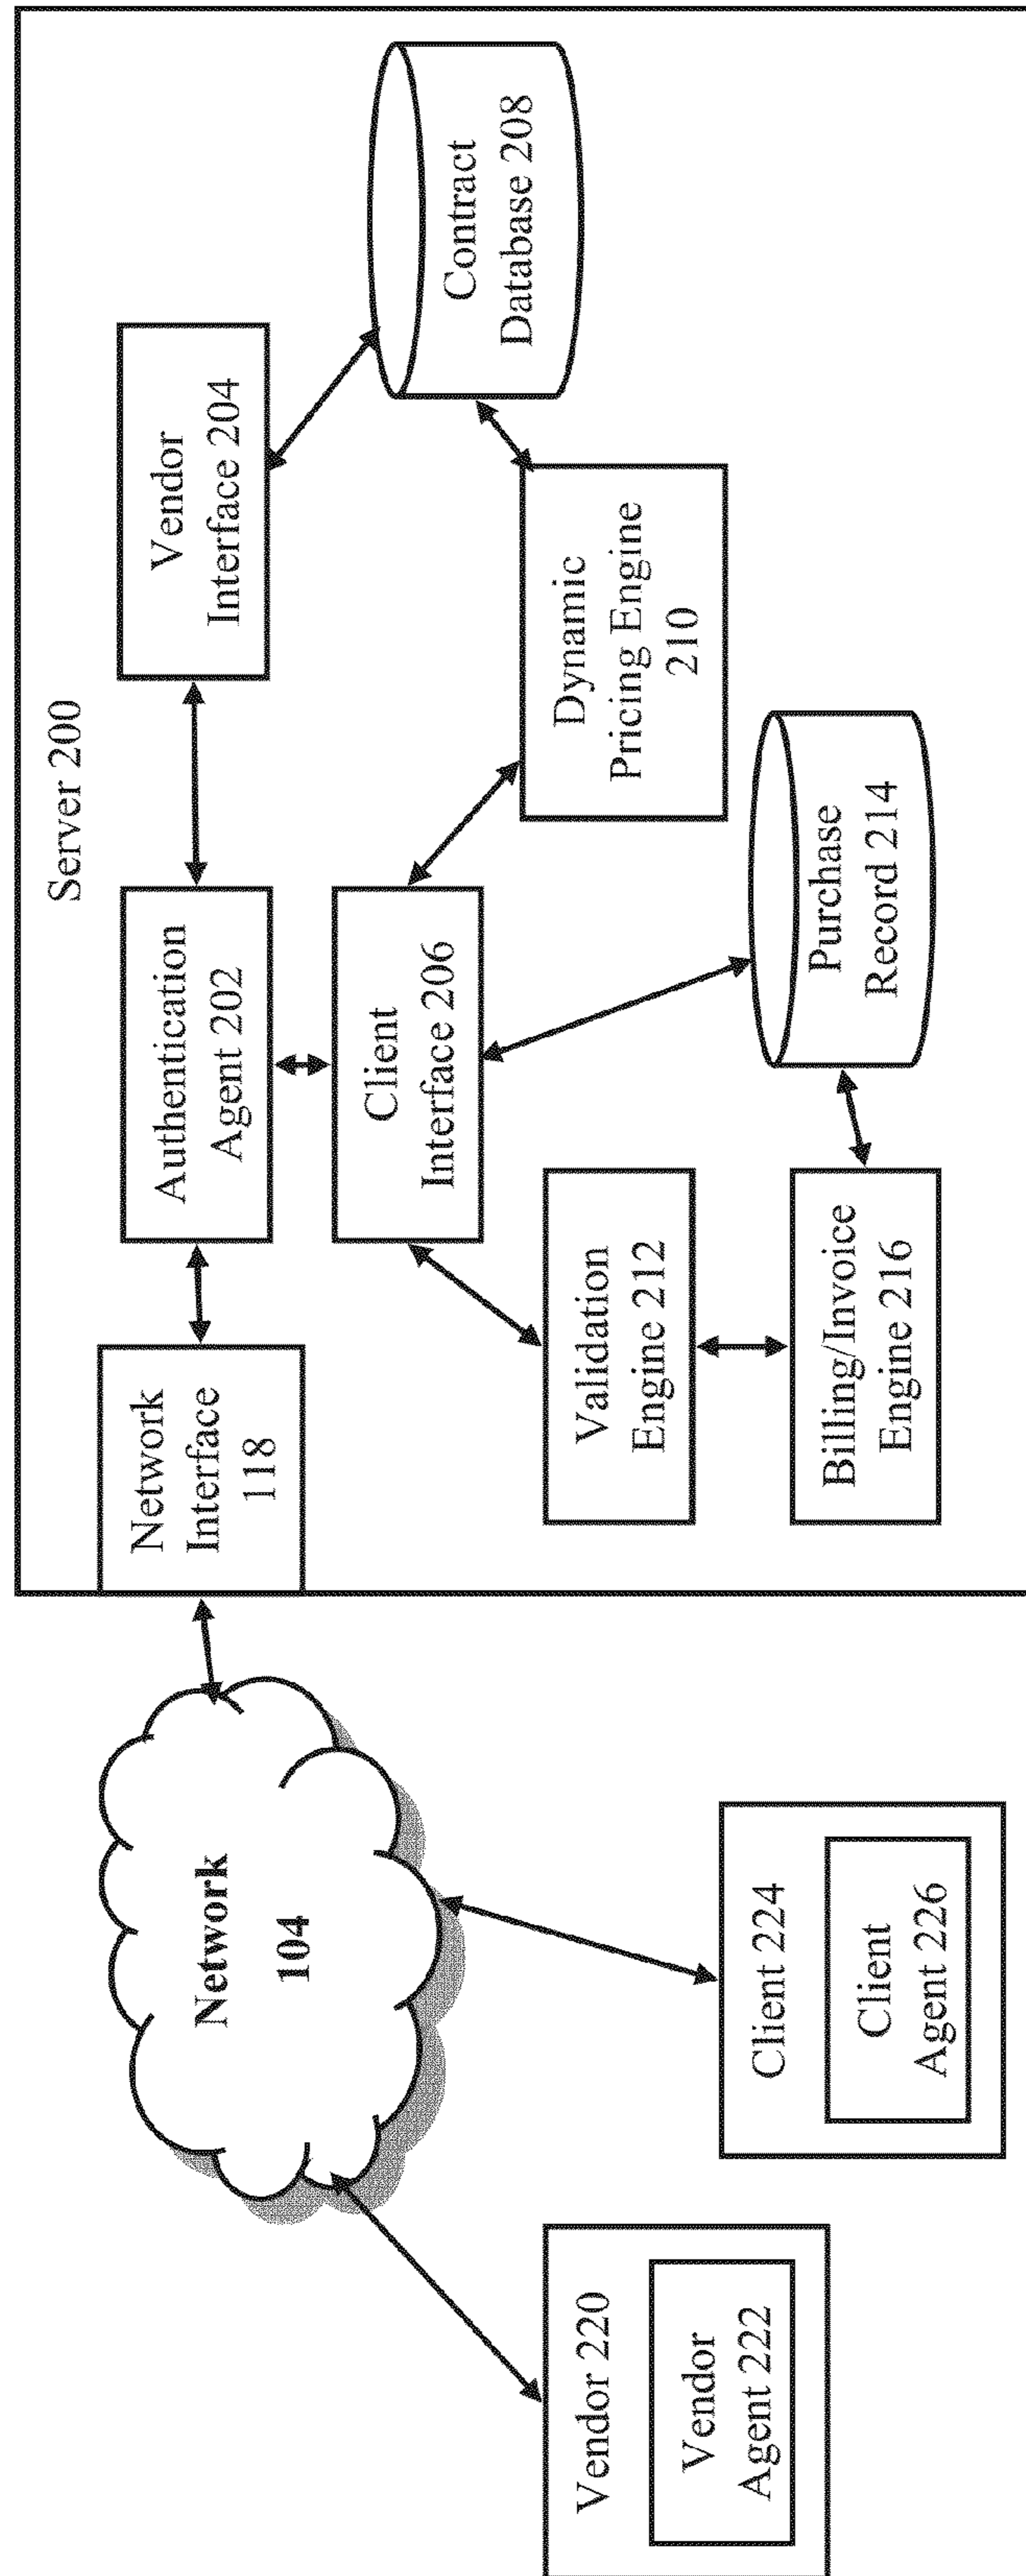 Server 200
Network
Interface
118
Authentication
Agent 202
Vendor
Interface 204
Client
Interface 206
Contract
Database 208
Dynamic
Pricing Engine
210
Validation
Engine 212
Purchase
Record 214
Billing/Invoice
Engine 216
Network
104
Vendor 220
Vendor
Agent 222
Client 224
Client
Agent 226